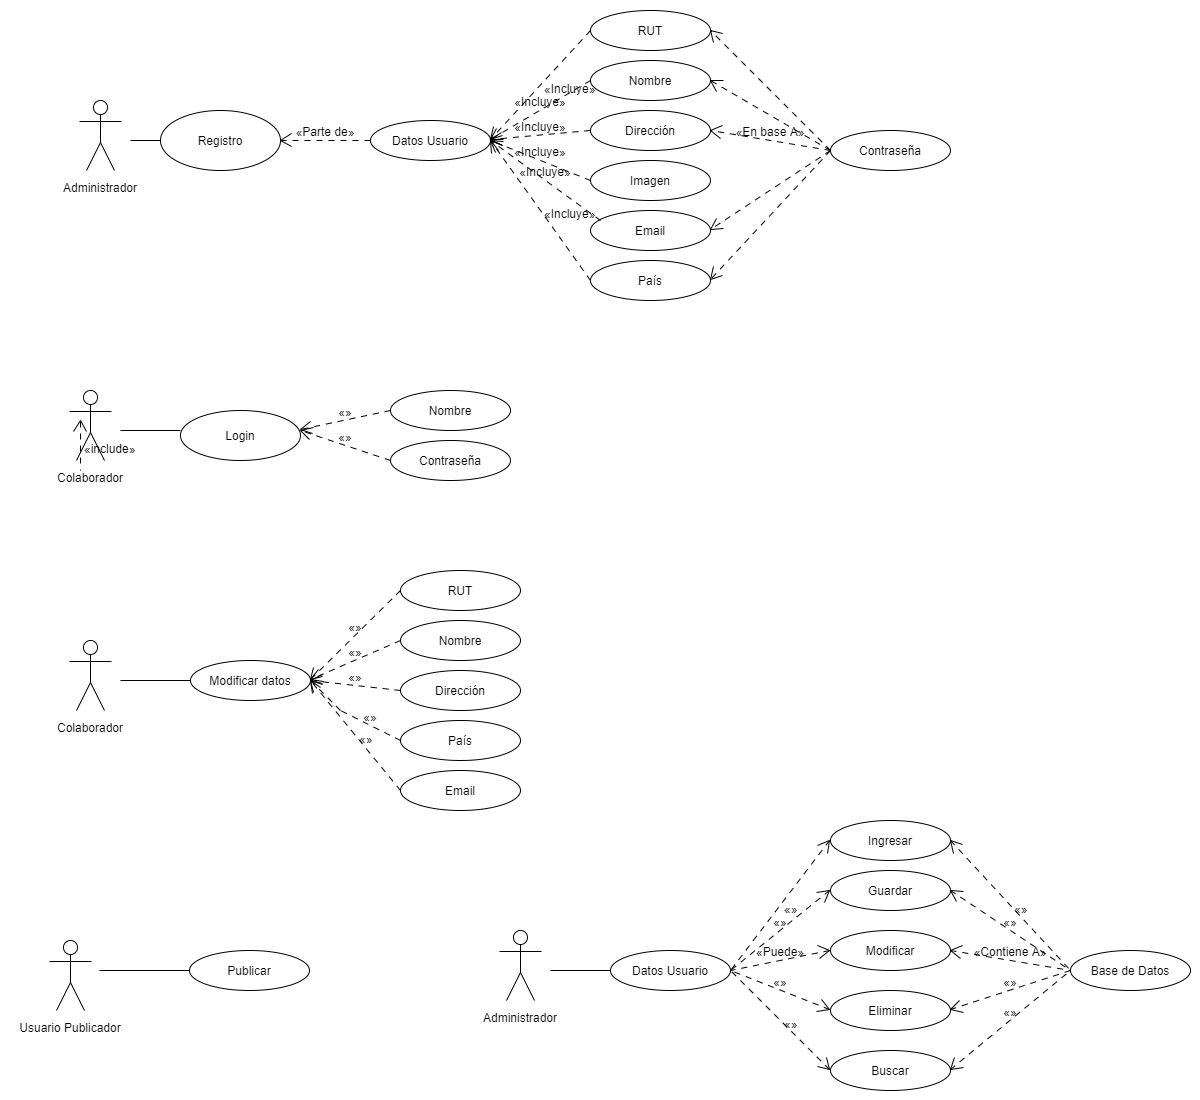 RUT
Nombre
«Incluye»
«Incluye»
Dirección
«Incluye»
«En base A»
Registro
«Parte de»
Datos Usuario
Contraseña
«Incluye»
Imagen
«Incluye»
Administrador
«Incluye»
Email
País
Nombre
«»
Login
«»
«include»
Contraseña
Colaborador
RUT
«»
Nombre
«»
Modificar datos
«»
Dirección
«»
Colaborador
País
«»
Email
Ingresar
Guardar
«»
«»
«»
«»
Modificar
«Puede»
«Contiene A»
Publicar
Datos Usuario
Base de Datos
«»
«»
Eliminar
Administrador
«»
«»
Usuario Publicador
Buscar